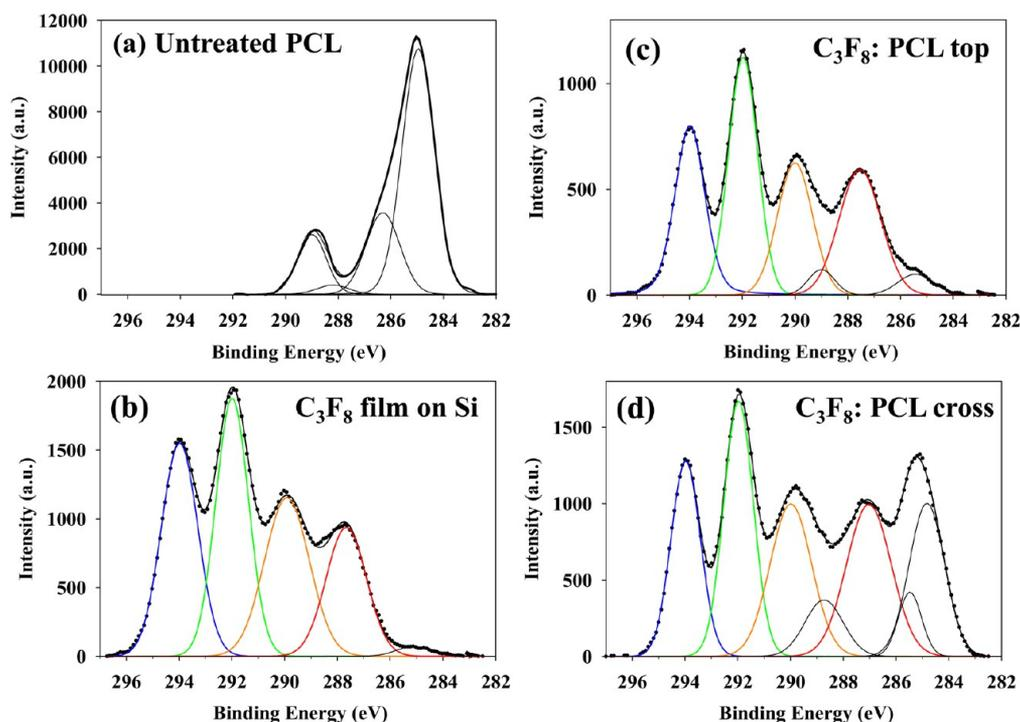 (a) Untreated PCL
Intensity (a.u.)
12000
10000
8000
6000
4000
2000
0
296 294 292 290 288 286 284 282
Binding Energy (eV)
(c) C₃F₈: PCL top
Intensity (a.u.)
1000
500
0
296 294 292 290 288 286 284 282
Binding Energy (eV)
(b) C₃F₈ film on Si
Intensity (a.u.)
2000
1500
1000
500
0
296 294 292 290 288 286 284 282
Binding Energy (eV)
(d) C₃F₈: PCL cross
Intensity (a.u.)
1500
1000
500
0
296 294 292 290 288 286 284 282
Binding Energy (eV)